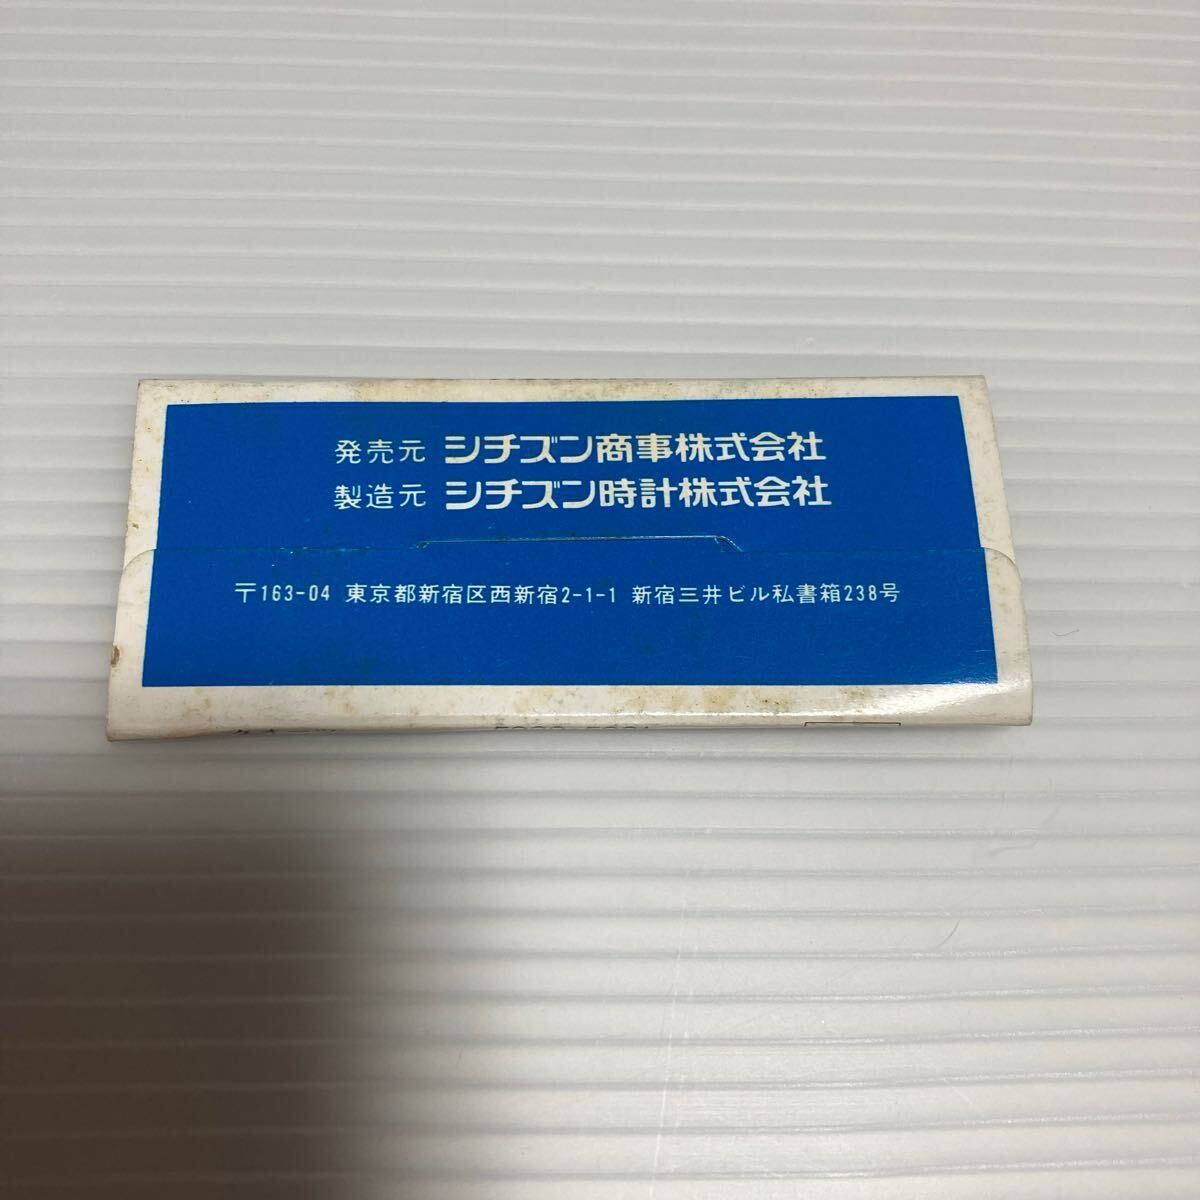 発売元 シチズン商事株式会社
製造元 シチズン時計株式会社
〒163-04 東京都新宿区西新宿2-1-1 新宿三井ビル私書箱238号